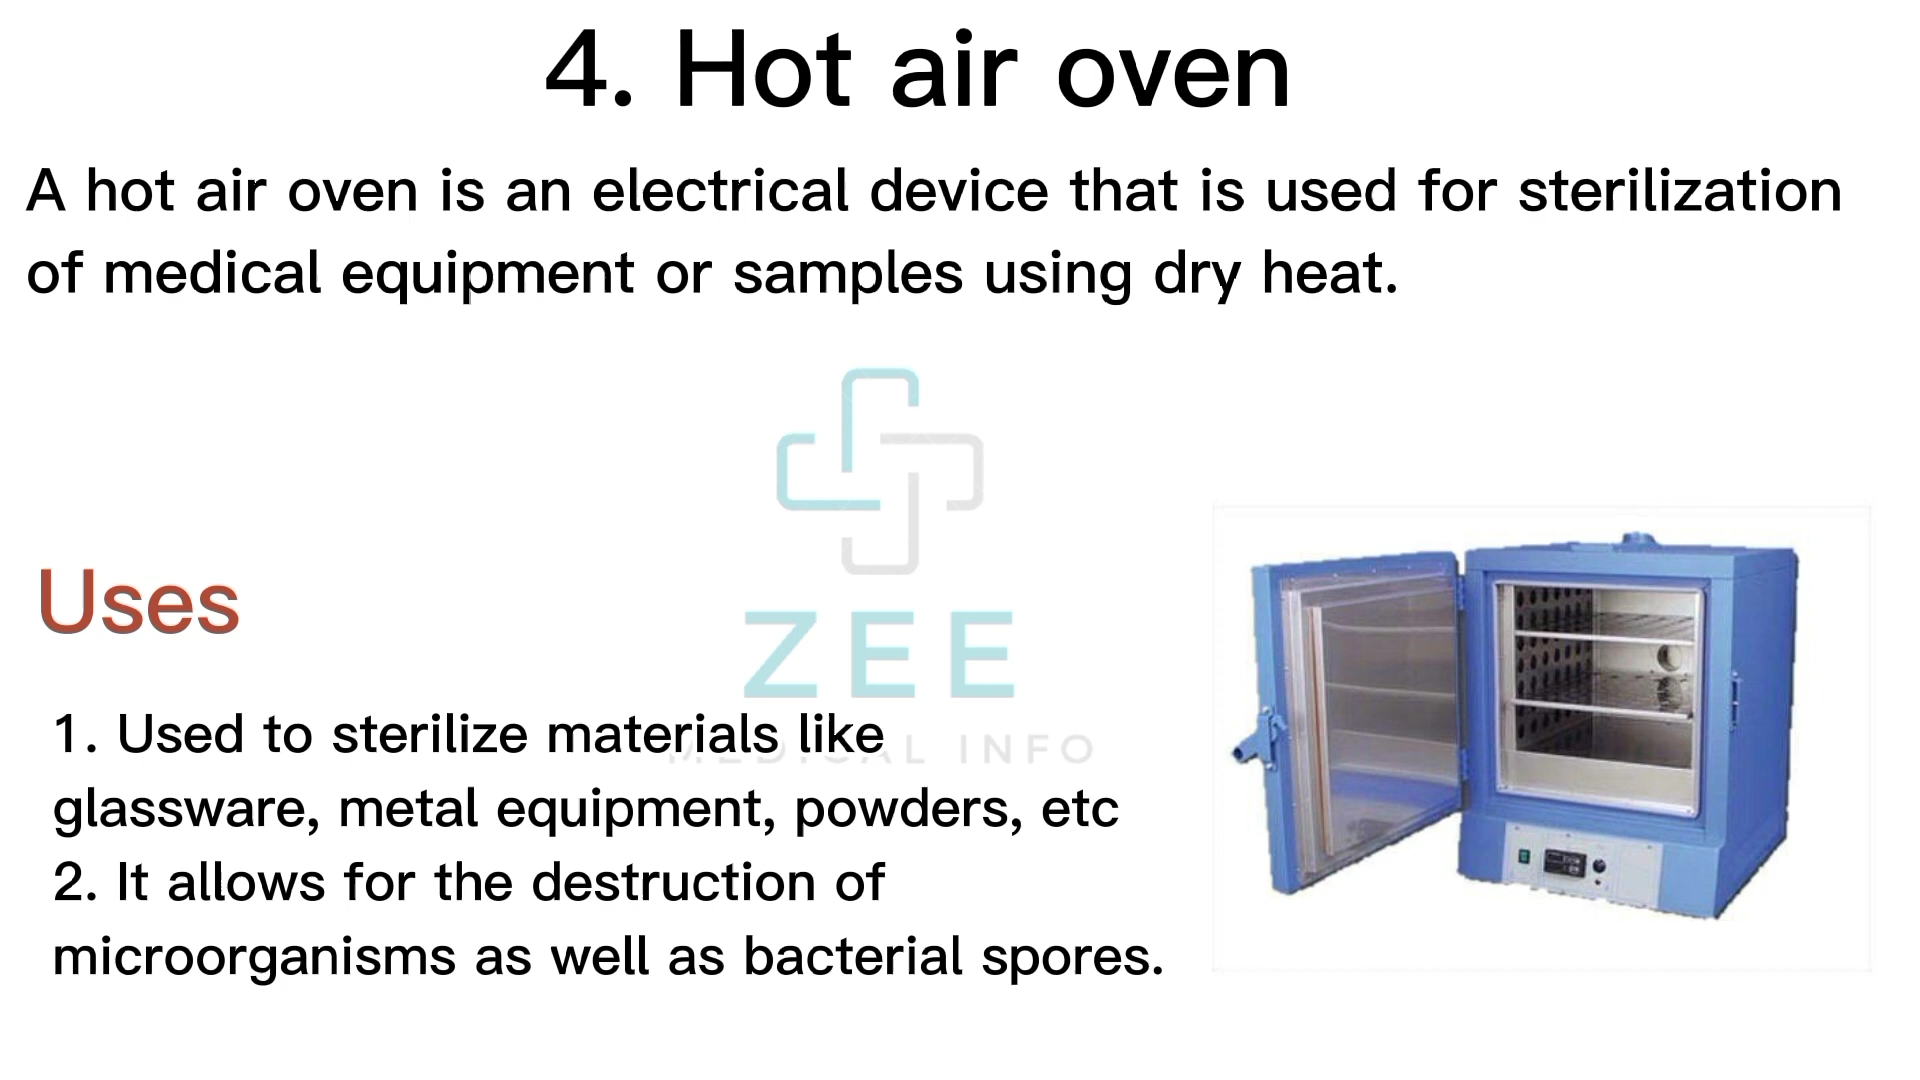 4. Hot air oven
A hot air oven is an electrical device that is used for sterilization
of medical equipment or samples using dry heat.
ZEE
MEDICAL INFO
Uses
1. Used to sterilize materials like
glassware, metal equipment, powders, etc
2. It allows for the destruction of
microorganisms as well as bacterial spores.